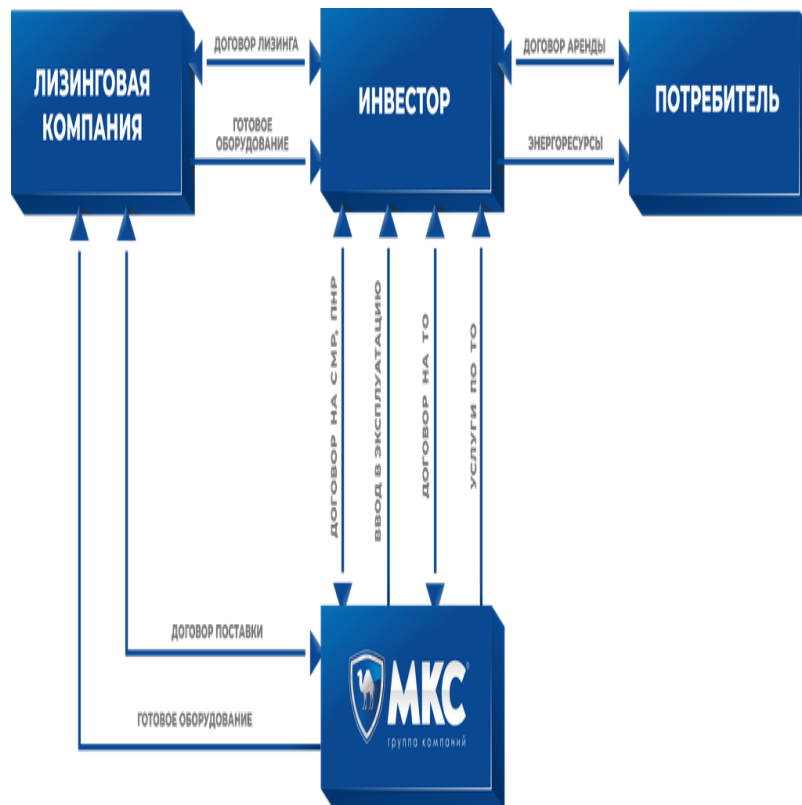 ЛИЗИНГОВАЯ
КОМПАНИЯ
ДОГОВОР ЛИЗИНГА
ГОТОВОЕ
ОБОРУДОВАНИЕ
ИНВЕСТОР
ДОГОВОР АРЕНДЫ
ЭНЕРГОРЕСУРСЫ
ПОТРЕБИТЕЛЬ
ДОГОВОР НА СМР, ПНР
ВВОД В ЭКСПЛУАТАЦИЮ
ДОГОВОР НА ТО
УСЛУГИ ПО ТО
ДОГОВОР ПОСТАВКИ
ГОТОВОЕ ОБОРУДОВАНИЕ
МКС®
группа компаний